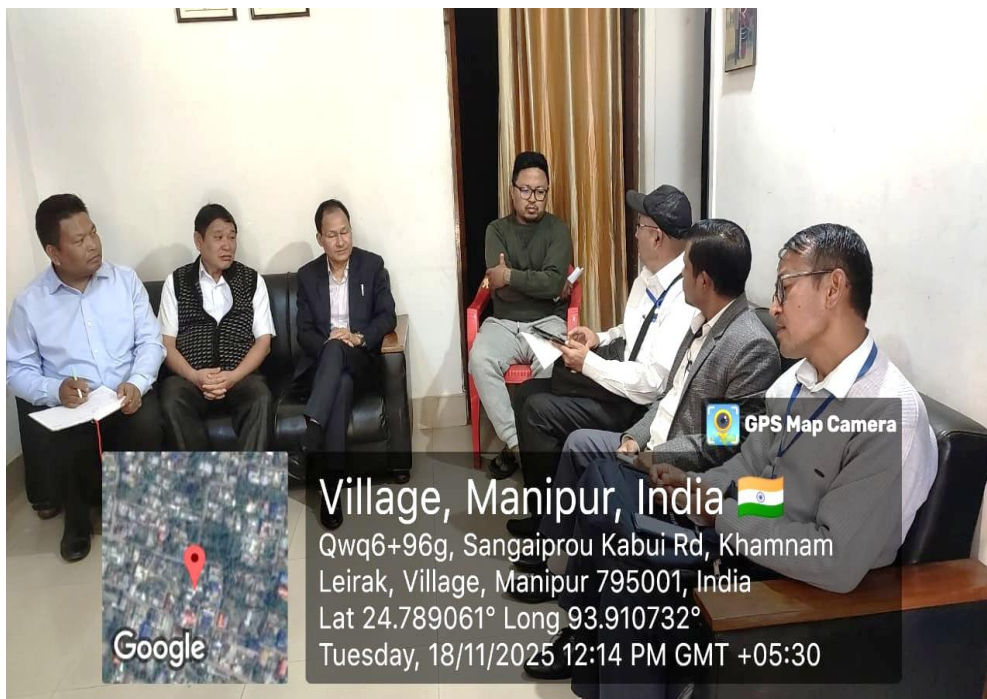 GPS Map Camera
Village, Manipur, India
Qwq6+96g, Sangaiprou Kabui Rd, Khamnam
Leirak, Village, Manipur 795001, India
Lat 24.789061° Long 93.910732°
Tuesday, 18/11/2025 12:14 PM GMT +05:30
Google